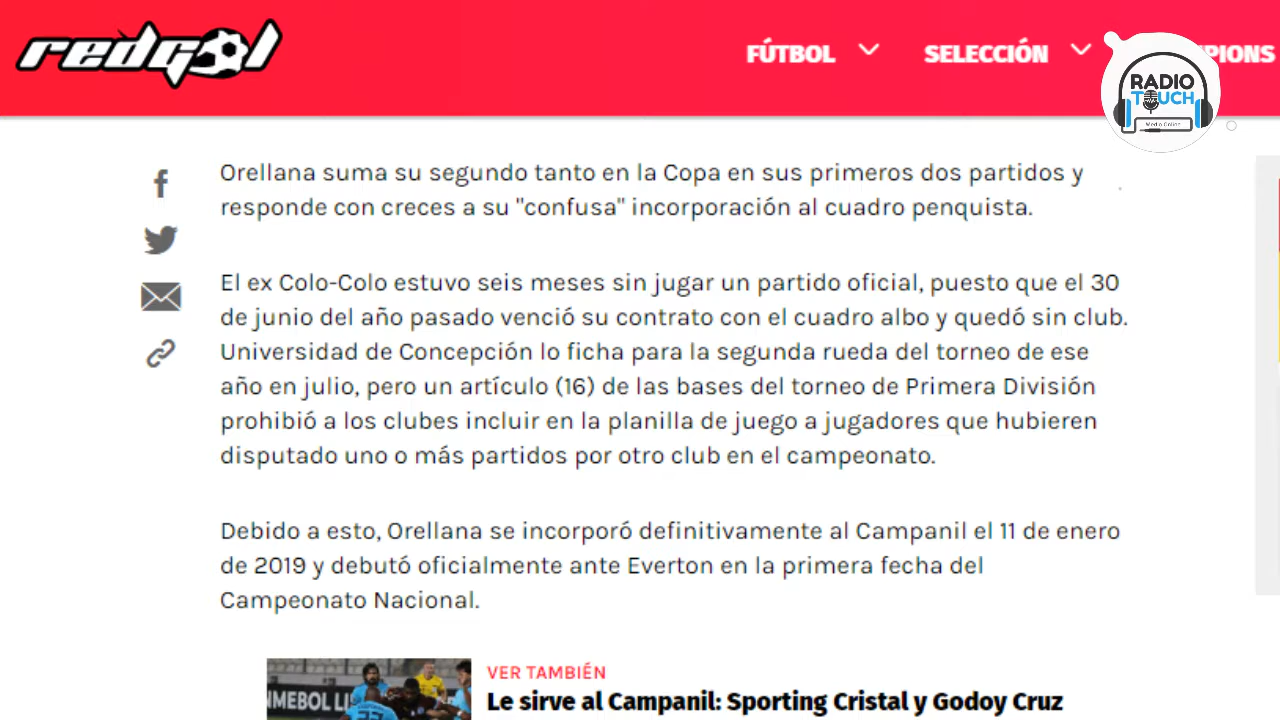 redgol
FÚTBOL
SELECCIÓN
PIONS
RADIO
TOUCH
Medio Online
Orellana suma su segundo tanto en la Copa en sus primeros dos partidos y
responde con creces a su "confusa" incorporación al cuadro penquista.
El ex Colo-Colo estuvo seis meses sin jugar un partido oficial, puesto que el 30
de junio del año pasado venció su contrato con el cuadro albo y quedó sin club.
Universidad de Concepción lo ficha para la segunda rueda del torneo de ese
año en julio, pero un artículo (16) de las bases del torneo de Primera División
prohibió a los clubes incluir en la planilla de juego a jugadores que hubieren
disputado uno o más partidos por otro club en el campeonato.
Debido a esto, Orellana se incorporó definitivamente al Campanil el 11 de enero
de 2019 y debutó oficialmente ante Everton en la primera fecha del
Campeonato Nacional.
VER TAMBIÉN
Le sirve al Campanil: Sporting Cristal y Godoy Cruz
NMEBOL LI